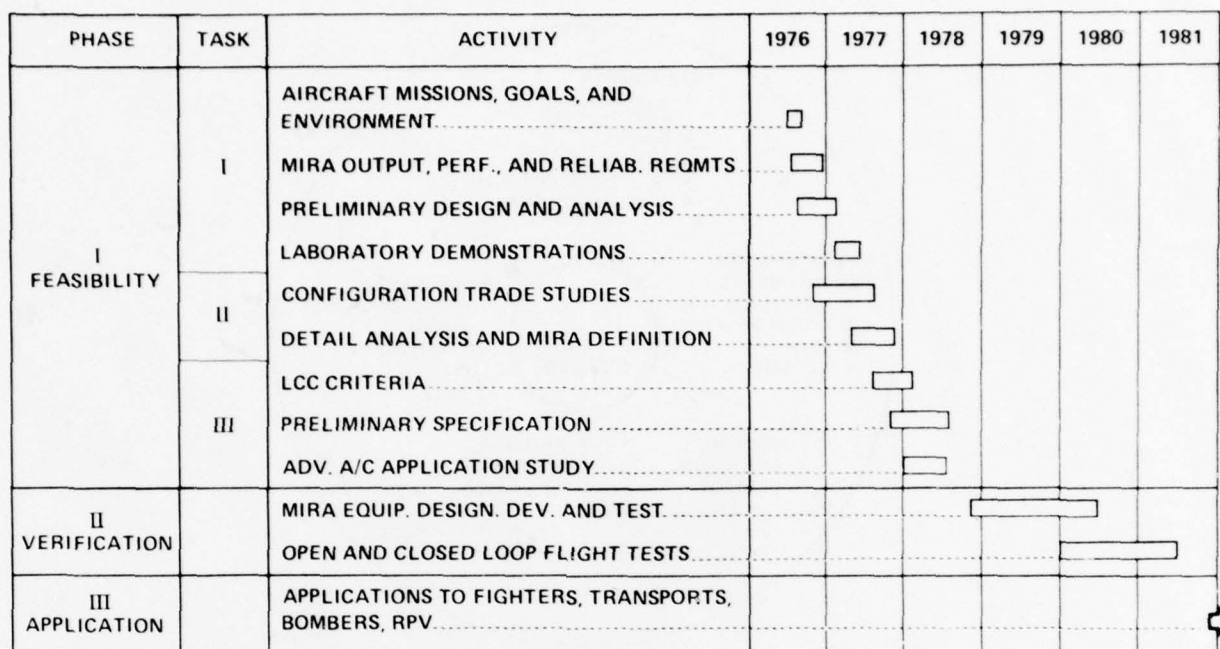 PHASE TASK ACTIVITY 1976 1977 1978 1979 1980 1981
I
FEASIBILITY
I
AIRCRAFT MISSIONS, GOALS, AND
ENVIRONMENT
MIRA OUTPUT, PERF., AND RELIAB. REQMTS
PRELIMINARY DESIGN AND ANALYSIS
LABORATORY DEMONSTRATIONS
II
CONFIGURATION TRADE STUDIES
DETAIL ANALYSIS AND MIRA DEFINITION
III
LCC CRITERIA
PRELIMINARY SPECIFICATION
ADV. A/C APPLICATION STUDY
II
VERIFICATION
MIRA EQUIP. DESIGN. DEV. AND TEST
OPEN AND CLOSED LOOP FLIGHT TESTS
III
APPLICATION
APPLICATIONS TO FIGHTERS, TRANSPORTS,
BOMBERS, RPV